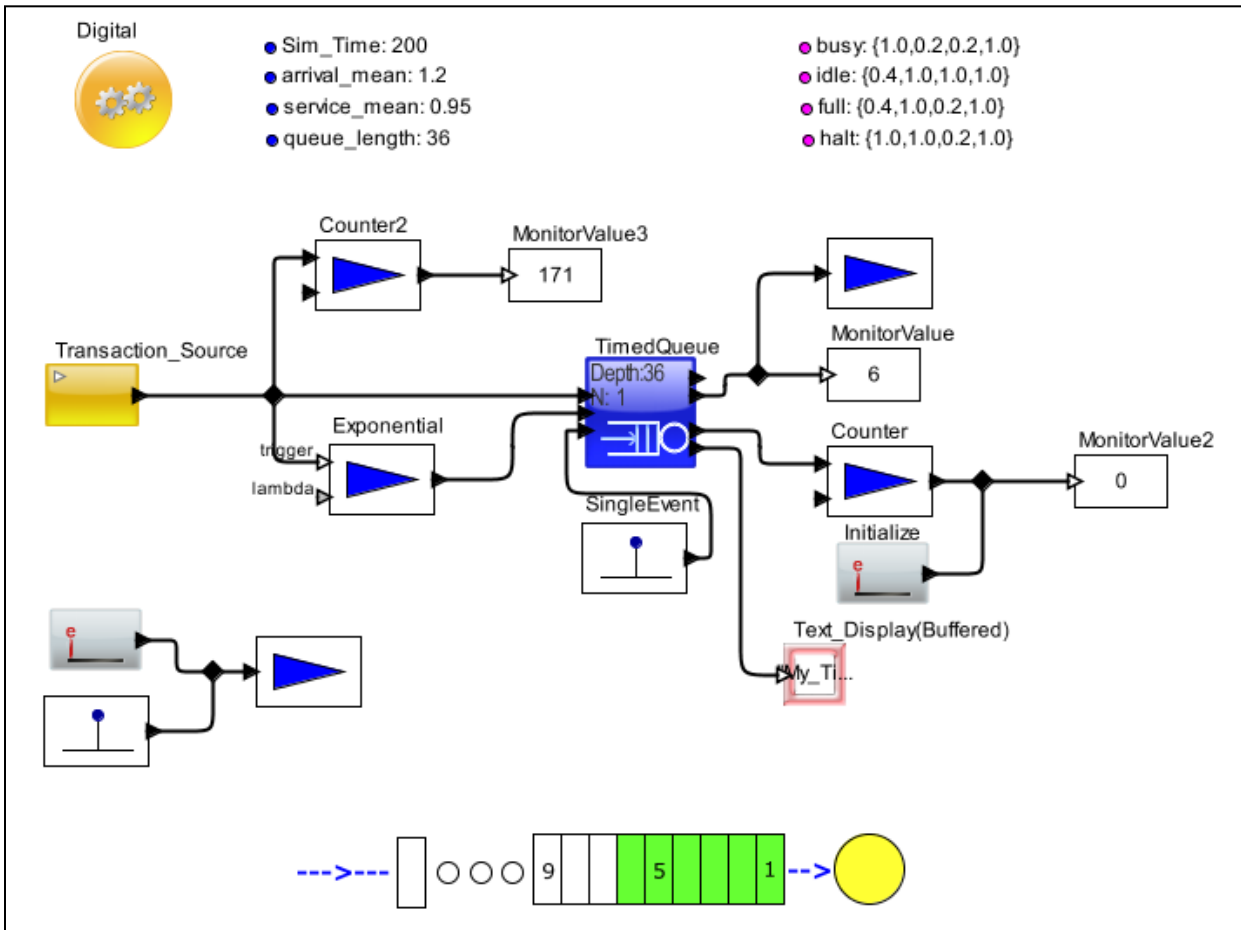 Digital
Sim_Time: 200
arrival_mean: 1.2
service_mean: 0.95
queue_length: 36
busy: {1.0,0.2,0.2,1.0}
idle: {0.4,1.0,1.0,1.0}
full: {0.4,1.0,0.2,1.0}
halt: {1.0,1.0,0.2,1.0}
Counter2
MonitorValue3
171
Transaction_Source
TimedQueue
Depth:36
N: 1
MonitorValue
6
Exponential
trigger
lambda
Counter
MonitorValue2
0
SingleEvent
Initialize
e
e
Text_Display(Buffered)
"My_Ti...
--->---
9
5
1
-->